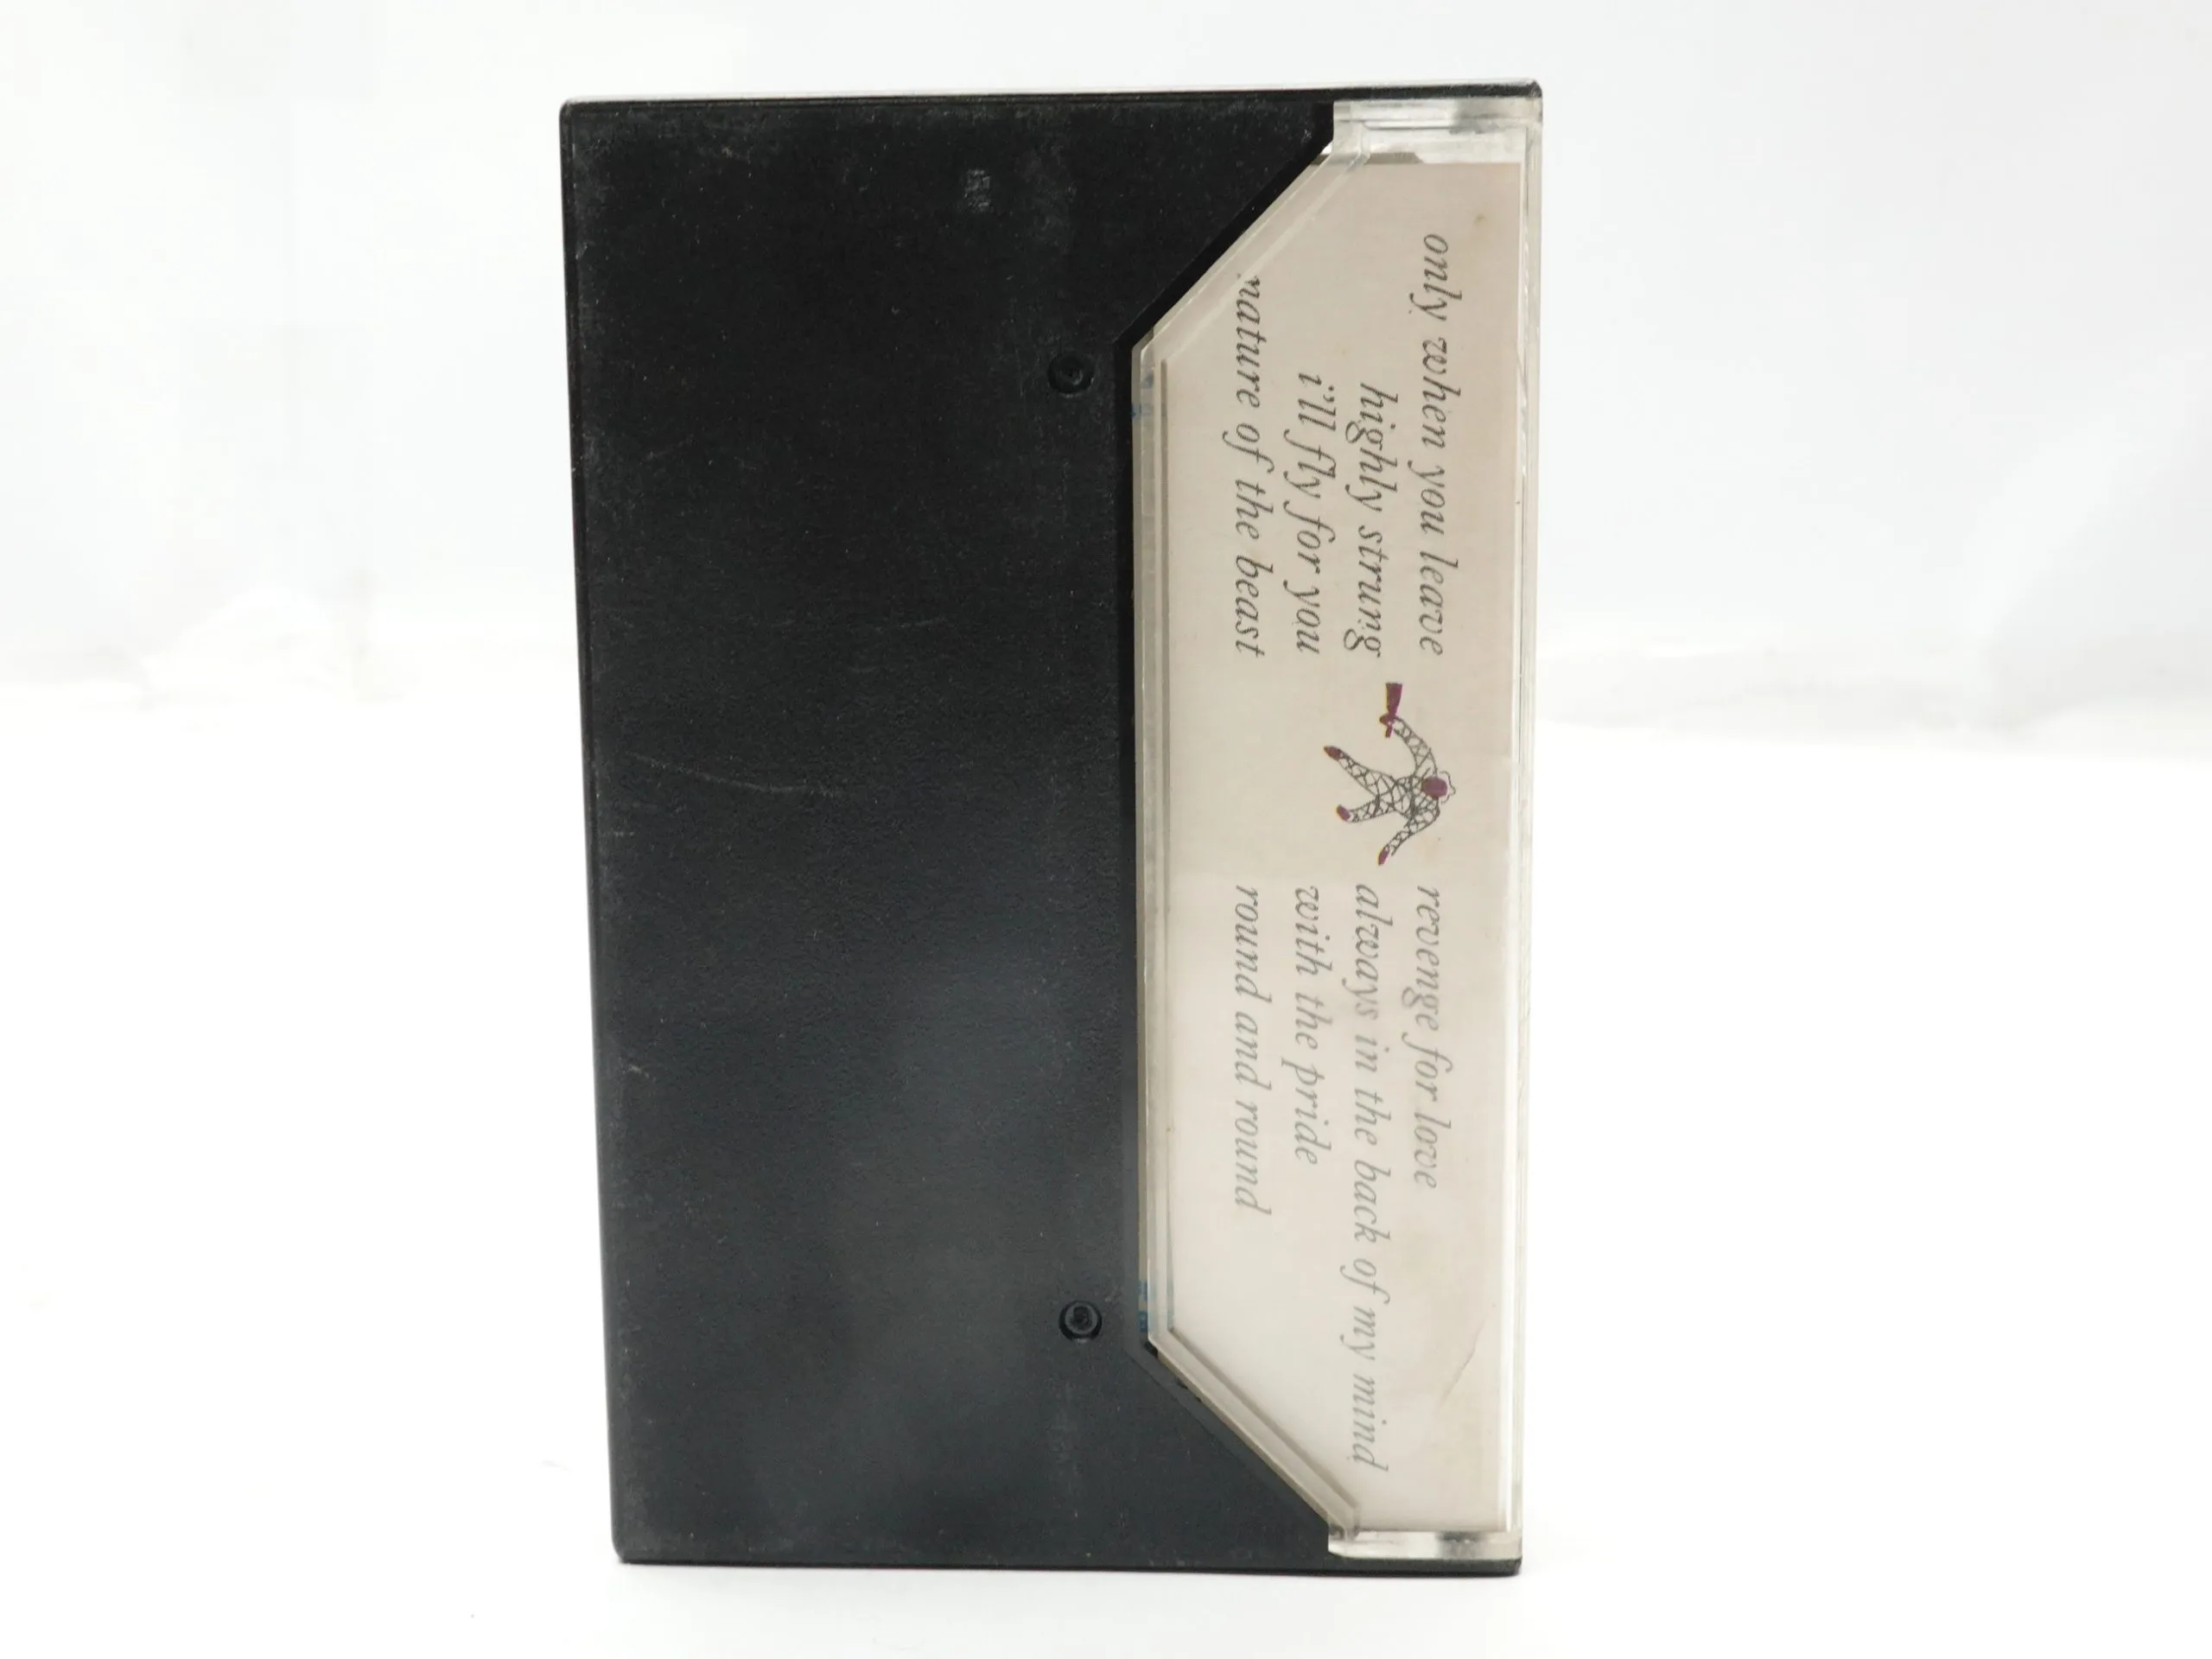 only when you leave
highly strung
i'll fly for you
nature of the beast
revenge for love
always in the back of my mind
with the pride
round and round